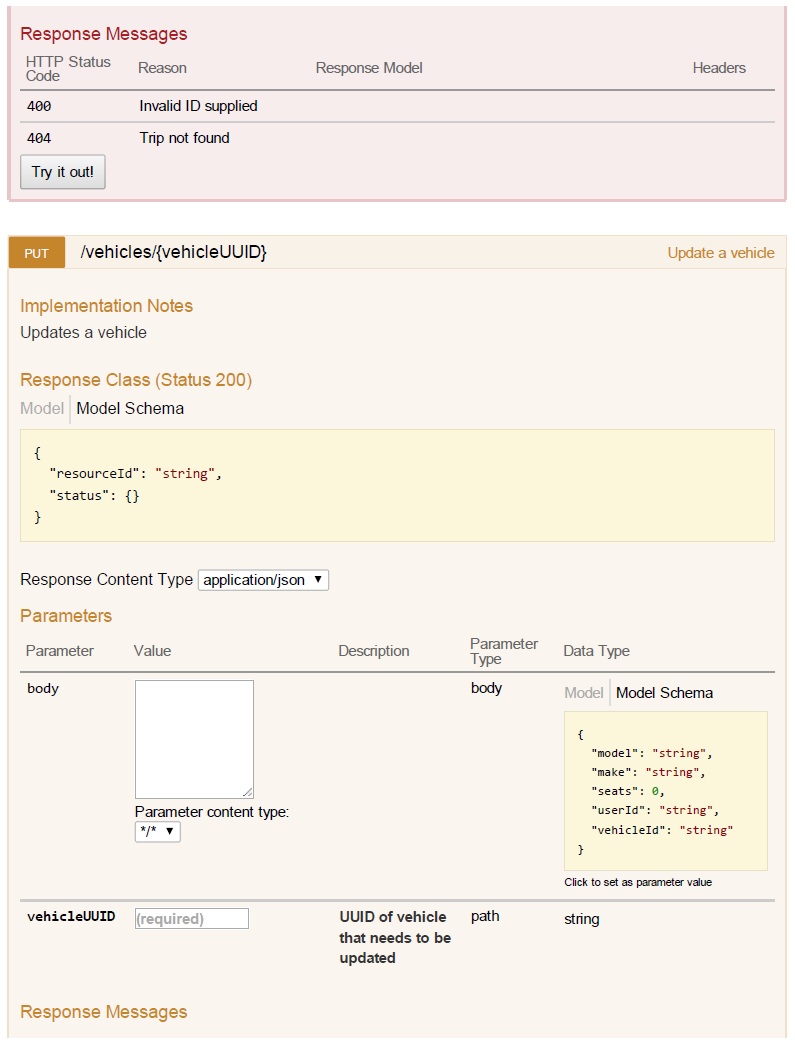 Response Messages
HTTP Status Code Reason Response Model Headers
400 Invalid ID supplied
404 Trip not found
Try it out!
PUT /vehicles/{vehicleUUID} Update a vehicle
Implementation Notes
Updates a vehicle
Response Class (Status 200)
Model Model Schema
{
"resourceId": "string",
"status": {}
}
Response Content Type application/json
Parameters
Parameter Value Description Parameter Type Data Type
body body Model Model Schema
{
"model": "string",
"make": "string",
"seats": 0,
"userId": "string",
"vehicleId": "string"
}
Parameter content type:
*/*
Click to set as parameter value
vehicleUUID (required) UUID of vehicle that needs to be updated path string
Response Messages